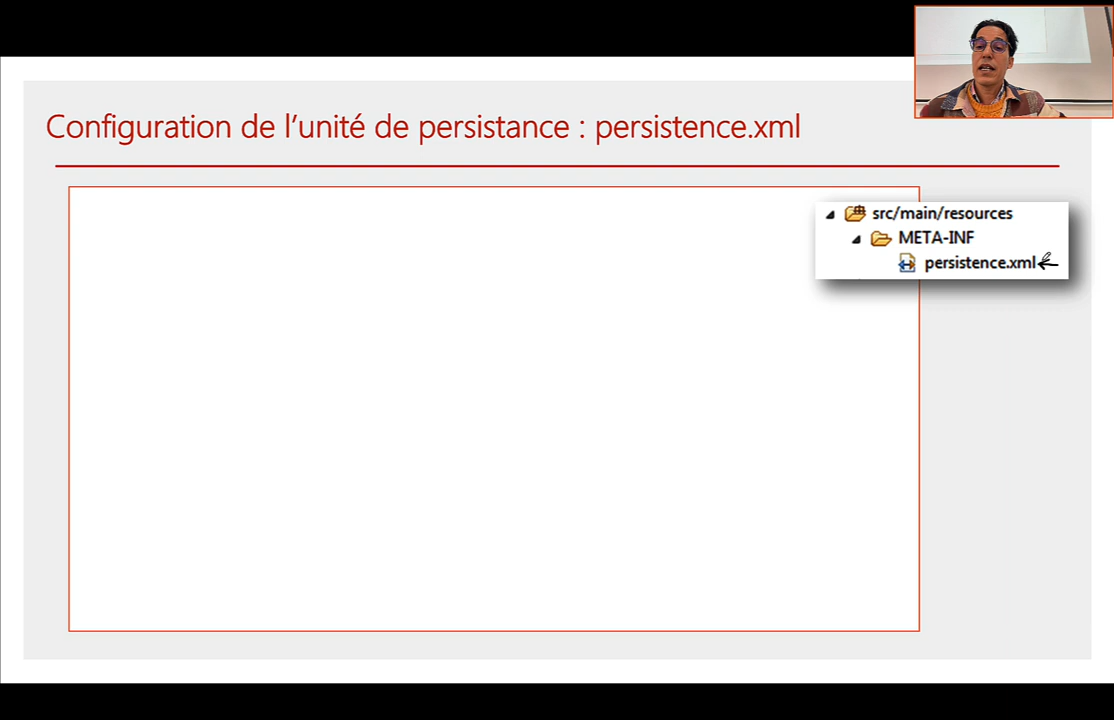 Configuration de l’unité de persistance : persistence.xml
src/main/resources
META-INF
persistence.xml